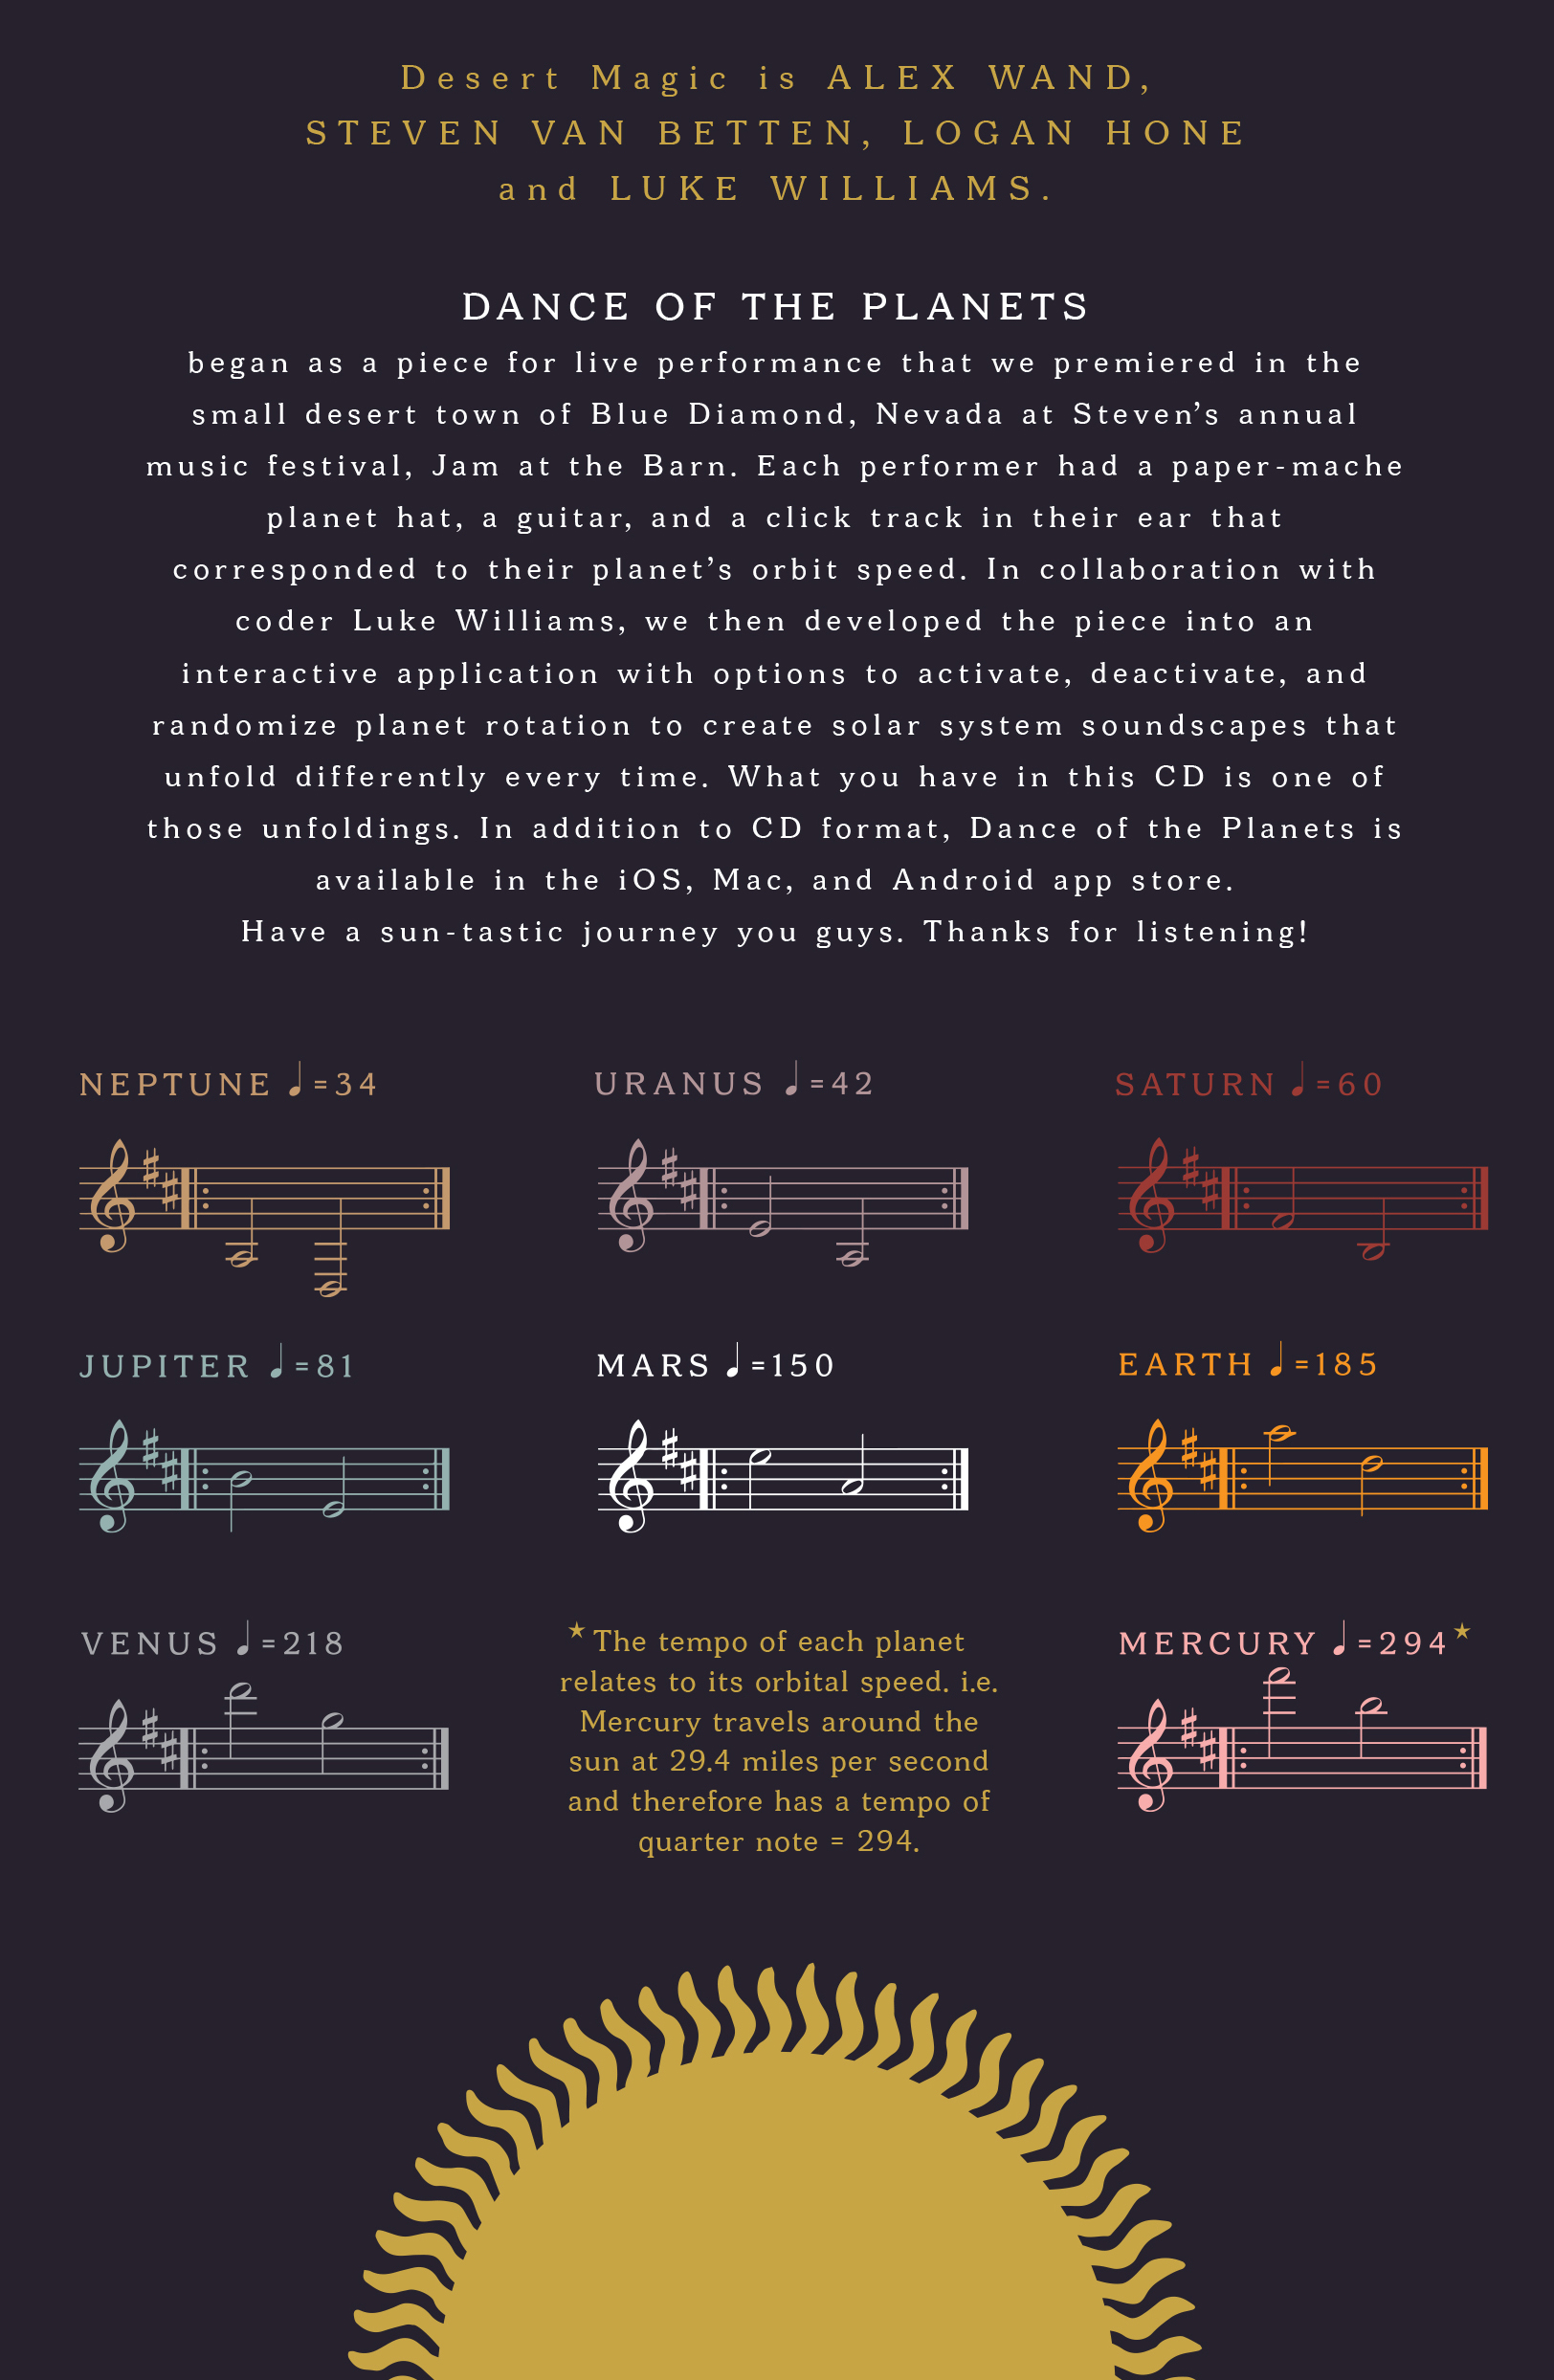 Desert Magic is ALEX WAND,
STEVEN VAN BETTEN, LOGAN HONE
and LUKE WILLIAMS.
DANCE OF THE PLANETS
began as a piece for live performance that we premiered in the
small desert town of Blue Diamond, Nevada at Steven’s annual
music festival, Jam at the Barn. Each performer had a paper-mache
planet hat, a guitar, and a click track in their ear that
corresponded to their planet’s orbit speed. In collaboration with
coder Luke Williams, we then developed the piece into an
interactive application with options to activate, deactivate, and
randomize planet rotation to create solar system soundscapes that
unfold differently every time. What you have in this CD is one of
those unfoldings. In addition to CD format, Dance of the Planets is
available in the iOS, Mac, and Android app store.
Have a sun-tastic journey you guys. Thanks for listening!
NEPTUNE ♩=34
URANUS ♩=42
SATURN ♩=60
JUPITER ♩=81
MARS ♩=150
EARTH ♩=185
VENUS ♩=218
★ The tempo of each planet
relates to its orbital speed. i.e.
Mercury travels around the
sun at 29.4 miles per second
and therefore has a tempo of
quarter note = 294.
MERCURY ♩=294★